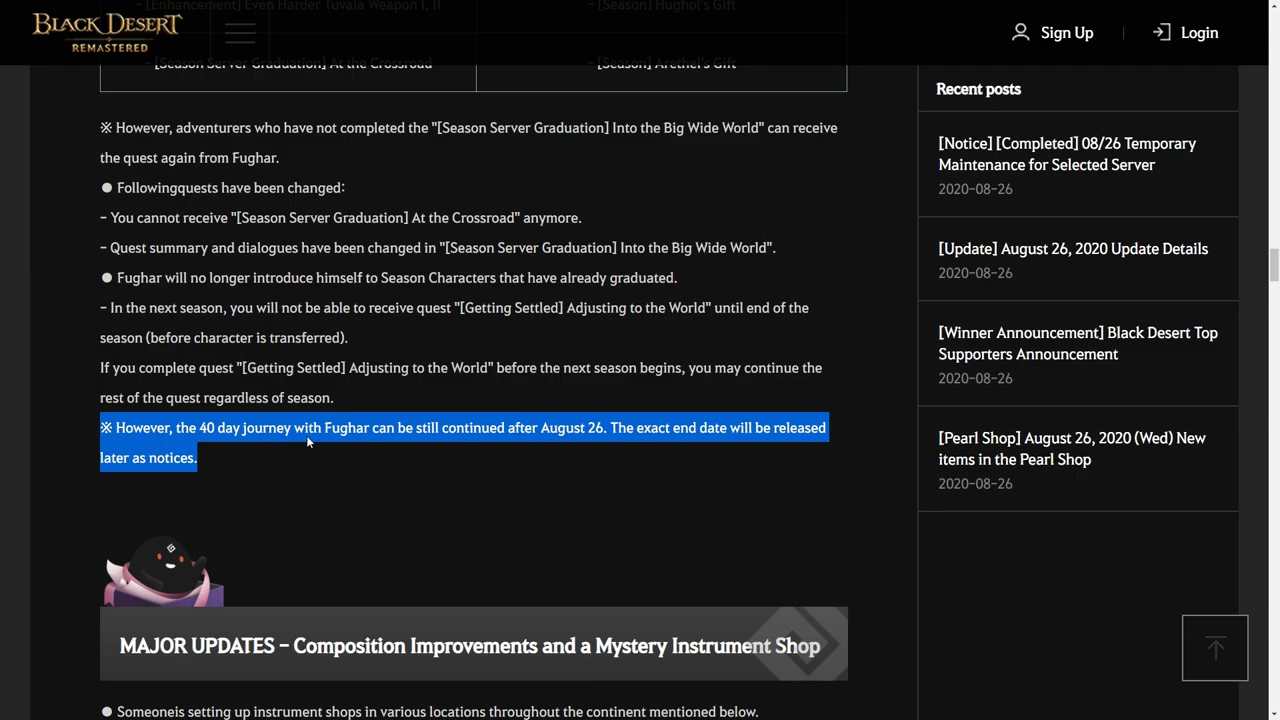 - [Enhancement] Even Harder Tuvala Weapon I, II
- [Season] Hughol's Gift
BLACK DESERT
REMASTERED
Sign Up
Login
- [Season Server Graduation] At the Crossroad
- [Season] Arethel's Gift
※ However, adventurers who have not completed the "[Season Server Graduation] Into the Big Wide World" can receive
the quest again from Fughar.
● Followingquests have been changed:
- You cannot receive "[Season Server Graduation] At the Crossroad" anymore.
- Quest summary and dialogues have been changed in "[Season Server Graduation] Into the Big Wide World".
● Fughar will no longer introduce himself to Season Characters that have already graduated.
- In the next season, you will not be able to receive quest "[Getting Settled] Adjusting to the World" until end of the
season (before character is transferred).
If you complete quest "[Getting Settled] Adjusting to the World" before the next season begins, you may continue the
rest of the quest regardless of season.
※ However, the 40 day journey with Fughar can be still continued after August 26. The exact end date will be released
later as notices.
MAJOR UPDATES - Composition Improvements and a Mystery Instrument Shop
● Someoneis setting up instrument shops in various locations throughout the continent mentioned below.
Recent posts
[Notice] [Completed] 08/26 Temporary
Maintenance for Selected Server
2020-08-26
[Update] August 26, 2020 Update Details
2020-08-26
[Winner Announcement] Black Desert Top
Supporters Announcement
2020-08-26
[Pearl Shop] August 26, 2020 (Wed) New
items in the Pearl Shop
2020-08-26